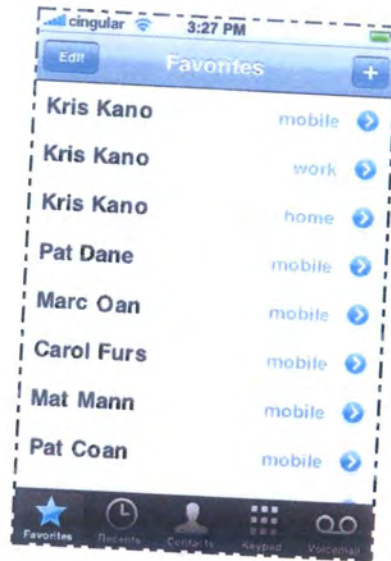 cingular 3:27 PM
Edit Favorites +
Kris Kano mobile
Kris Kano work
Kris Kano home
Pat Dane mobile
Marc Oan mobile
Carol Furs mobile
Mat Mann mobile
Pat Coan mobile
Favorites Recents Contacts Keypad Voicemail